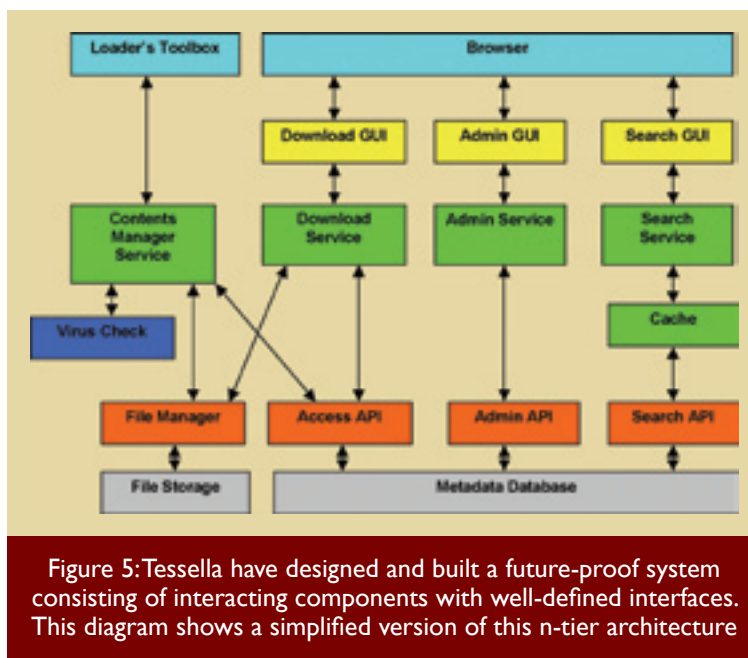 Loader's Toolbox
Browser
Download GUI
Admin GUI
Search GUI
Contents
Manager
Service
Download
Service
Admin Service
Search
Service
Virus Check
Cache
File Manager
Access API
Admin API
Search API
File Storage
Metadata Database
Figure 5: Tessella have designed and built a future-proof system
consisting of interacting components with well-defined interfaces.
This diagram shows a simplified version of this n-tier architecture